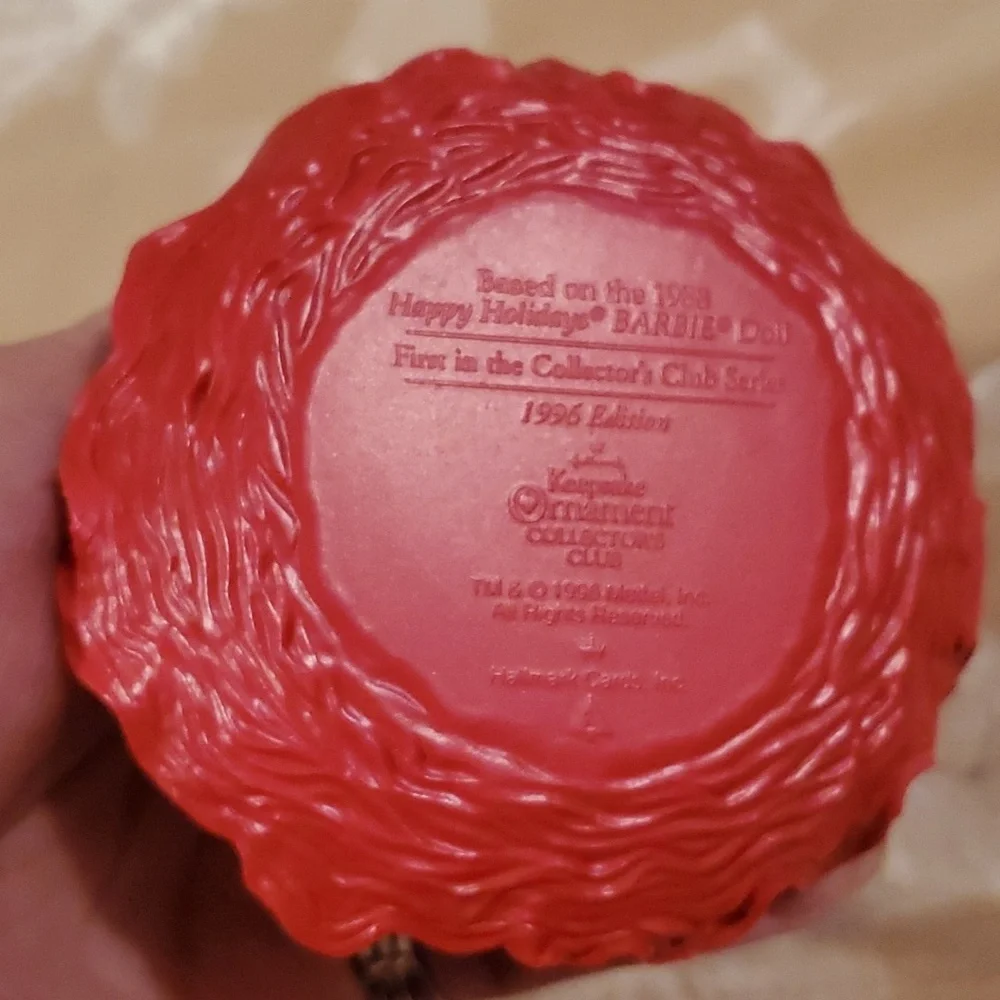 Based on the 1988
Happy Holidays® BARBIE® Doll
First in the Collector's Club Series
1996 Edition
Keepsake
Ornament
COLLECTOR'S
CLUB
TM & © 1996 Mattel, Inc.
All Rights Reserved.
Hallmark Cards, Inc.